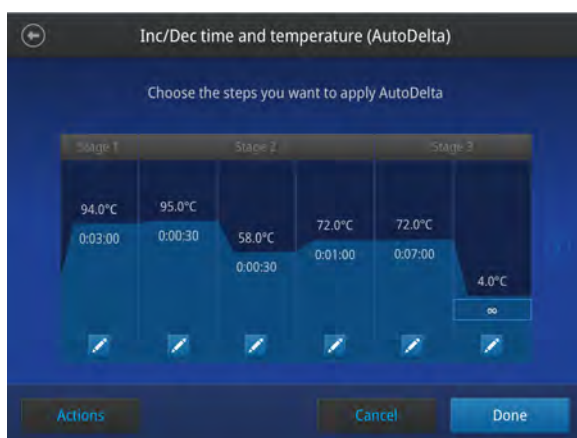 Inc/Dec time and temperature (AutoDelta)
Choose the steps you want to apply AutoDelta
Stage 1 Stage 2 Stage 3
94.0°C 95.0°C 58.0°C 72.0°C 72.0°C 4.0°C
0:03:00 0:00:30 0:00:30 0:01:00 0:07:00 ∞
Actions Cancel Done